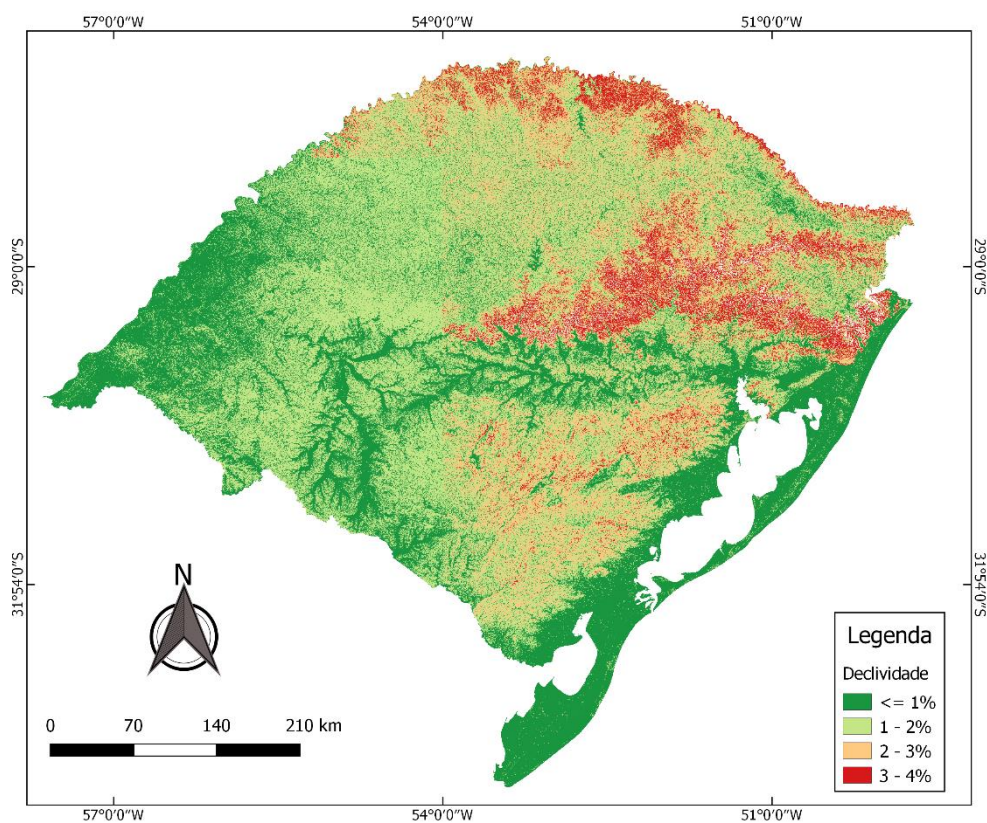 57°0'0"W 54°0'0"W 51°0'0"W
29°0'0"S 29°0'0"S
31°54'0"S 31°54'0"S
N
0 70 140 210 km
Legenda
Declividade
<= 1%
1 - 2%
2 - 3%
3 - 4%
57°0'0"W 54°0'0"W 51°0'0"W